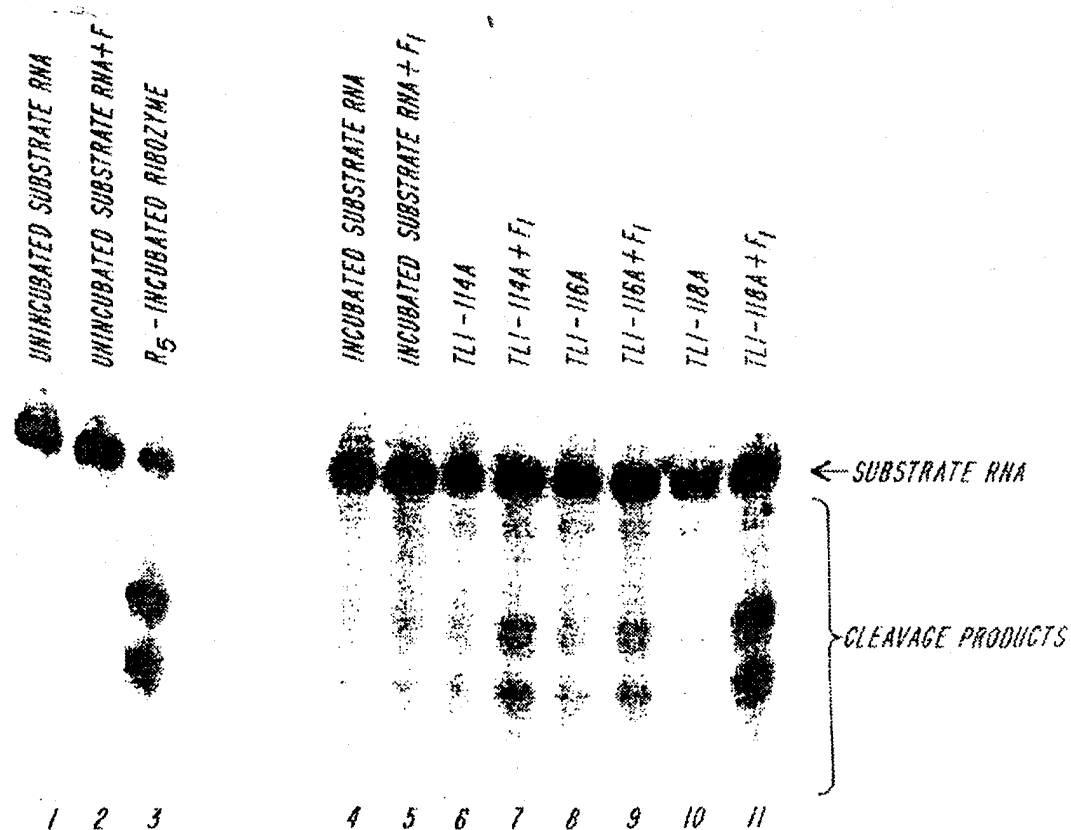 UNINCUBATED SUBSTRATE RNA
UNINCUBATED SUBSTRATE RNA+F
R5-INCUBATED RIBOZYME
INCUBATED SUBSTRATE RNA
INCUBATED SUBSTRATE RNA+F1
TL1-114A
TL1-114A+F1
TL1-116A
TL1-116A+F1
TL1-118A
TL1-118A+F1
←SUBSTRATE RNA
CLEAVAGE PRODUCTS
1 2 3 4 5 6 7 8 9 10 11